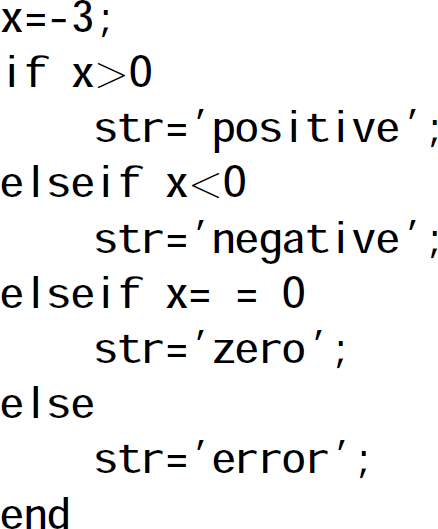 x=-3;
if x>0
    str='positive';
elseif x<0
    str='negative';
elseif x= = 0
    str='zero';
else
    str='error';
end